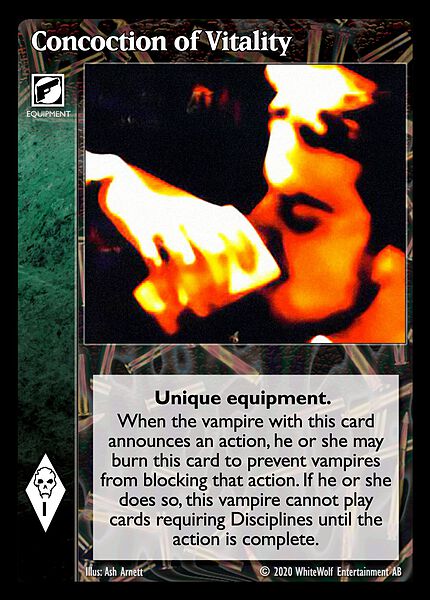 Concoction of Vitality
EQUIPMENT
Unique equipment.
When the vampire with this card
announces an action, he or she may
burn this card to prevent vampires
from blocking that action. If he or she
does so, this vampire cannot play
cards requiring Disciplines until the
action is complete.
1
Illus: Ash Arnett
© 2020 WhiteWolf Entertainment AB